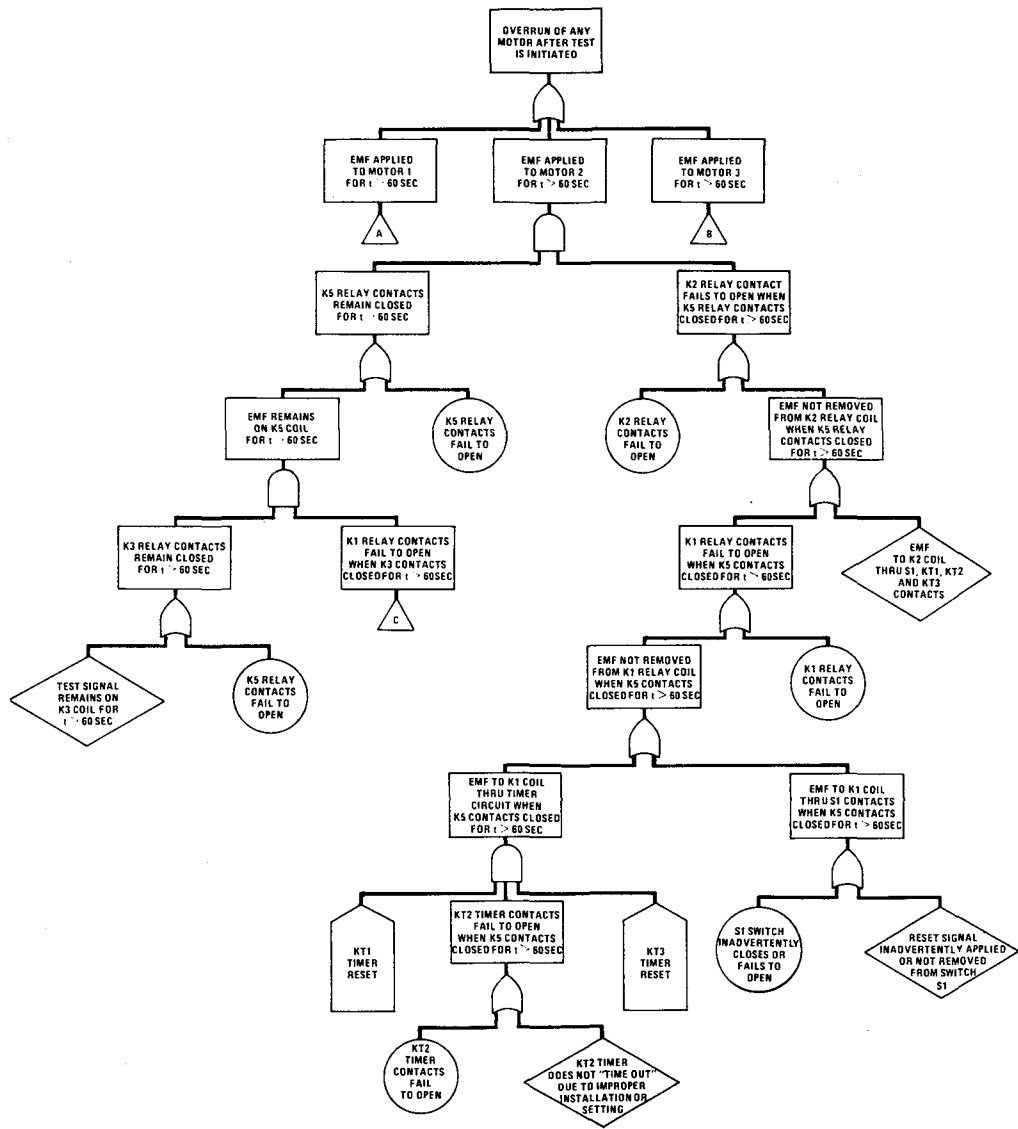 OVERRUN OF ANY
MOTOR AFTER TEST
IS INITIATED
EMF APPLIED
TO MOTOR 1
FOR t > 60 SEC
EMF APPLIED
TO MOTOR 2
FOR t > 60 SEC
EMF APPLIED
TO MOTOR 3
FOR t > 60 SEC
A
B
K5 RELAY CONTACTS
REMAIN CLOSED
FOR t > 60 SEC
K2 RELAY CONTACT
FAILS TO OPEN WHEN
K5 RELAY CONTACTS
CLOSED FOR t > 60 SEC
EMF REMAINS
ON K5 COIL
FOR t > 60 SEC
K5 RELAY
CONTACTS
FAIL TO
OPEN
K2 RELAY
CONTACTS
FAIL TO
OPEN
EMF NOT REMOVED
FROM K2 RELAY COIL
WHEN K5 RELAY
CONTACTS CLOSED
FOR t > 60 SEC
K3 RELAY CONTACTS
REMAIN CLOSED
FOR t > 60 SEC
K1 RELAY CONTACTS
FAIL TO OPEN
WHEN K3 CONTACTS
CLOSED FOR t > 60 SEC
K1 RELAY CONTACTS
FAIL TO OPEN
WHEN K5 CONTACTS
CLOSED FOR t > 60 SEC
EMF
TO K2 COIL
THRU S1, KT1, KT2
AND KT3
CONTACTS
C
TEST SIGNAL
REMAINS ON
K3 COIL FOR
t > 60 SEC
K5 RELAY
CONTACTS
FAIL TO
OPEN
EMF NOT REMOVED
FROM K1 RELAY COIL
WHEN K5 CONTACTS
CLOSED FOR t > 60 SEC
K1 RELAY
CONTACTS
FAIL TO
OPEN
EMF TO K1 COIL
THRU TIMER
CIRCUIT WHEN
K5 CONTACTS CLOSED
FOR t > 60 SEC
EMF TO K1 COIL
THRU S1 CONTACTS
WHEN K5 CONTACTS
CLOSED FOR t > 60 SEC
KT1
TIMER
RESET
KT2 TIMER CONTACTS
FAIL TO OPEN
WHEN K5 CONTACTS
CLOSED FOR t > 60 SEC
KT3
TIMER
RESET
S1 SWITCH
INADVERTENTLY
CLOSES OR
FAILS TO
OPEN
RESET SIGNAL
INADVERTENTLY APPLIED
OR NOT REMOVED
FROM SWITCH
S1
KT2
TIMER
CONTACTS
FAIL
TO OPEN
KT2 TIMER
DOES NOT "TIME OUT"
DUE TO IMPROPER
INSTALLATION OR
SETTING